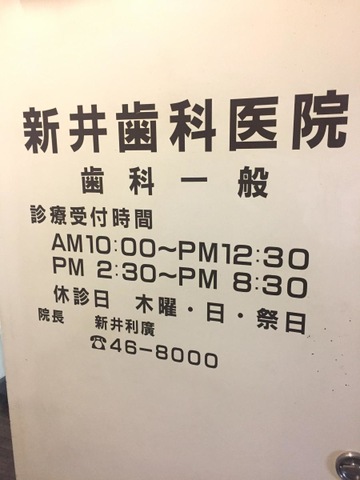 新井歯科医院
歯科一般
診療受付時間
AM10:00〜PM12:30
PM 2:30〜PM 8:30
休診日 木曜・日・祭日
院長 新井利廣
☎46-8000